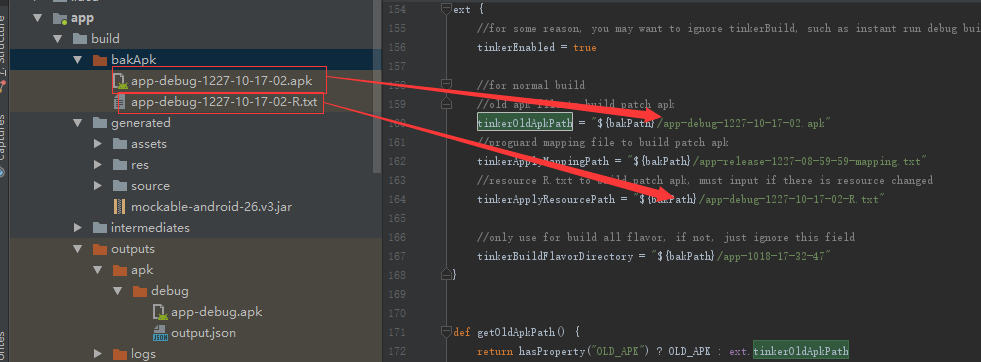 app
build
bakApk
app-debug-1227-10-17-02.apk
app-debug-1227-10-17-02-R.txt
generated
assets
res
source
mockable-android-26.v3.jar
intermediates
outputs
apk
debug
app-debug.apk
output.json
logs
154 ext {
155 //for some reason, you may want to ignore tinkerBuild, such as instant run debug bui
156 tinkerEnabled = true
157
158 //for normal build
159 //old apk file to build patch apk
160 tinkerOldApkPath = "${bakPath}/app-debug-1227-10-17-02.apk"
161 //proguard mapping file to build patch apk
162 tinkerApplyMappingPath = "${bakPath}/app-release-1227-08-59-59-mapping.txt"
163 //resource R.txt to build patch apk, must input if there is resource changed
164 tinkerApplyResourcePath = "${bakPath}/app-debug-1227-10-17-02-R.txt"
165
166 //only use for build all flavor, if not, just ignore this field
167 tinkerBuildFlavorDirectory = "${bakPath}/app-1018-17-32-47"
168 }
169
170
171 def getOldApkPath() {
172 return hasProperty("OLD_APK") ? OLD_APK : ext.tinkerOldApkPath